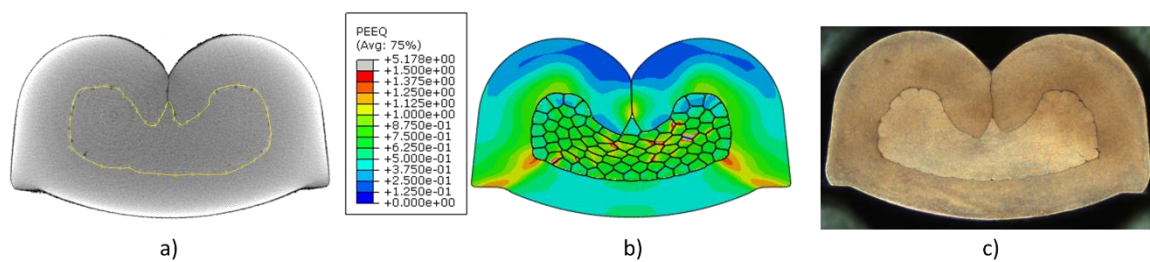 PEEQ
(Avg: 75%)
+5.178e+00
+1.500e+00
+1.375e+00
+1.250e+00
+1.125e+00
+1.000e+00
+8.750e-01
+7.500e-01
+6.250e-01
+5.000e-01
+3.750e-01
+2.500e-01
+1.250e-01
+0.000e+00
a)
b)
c)